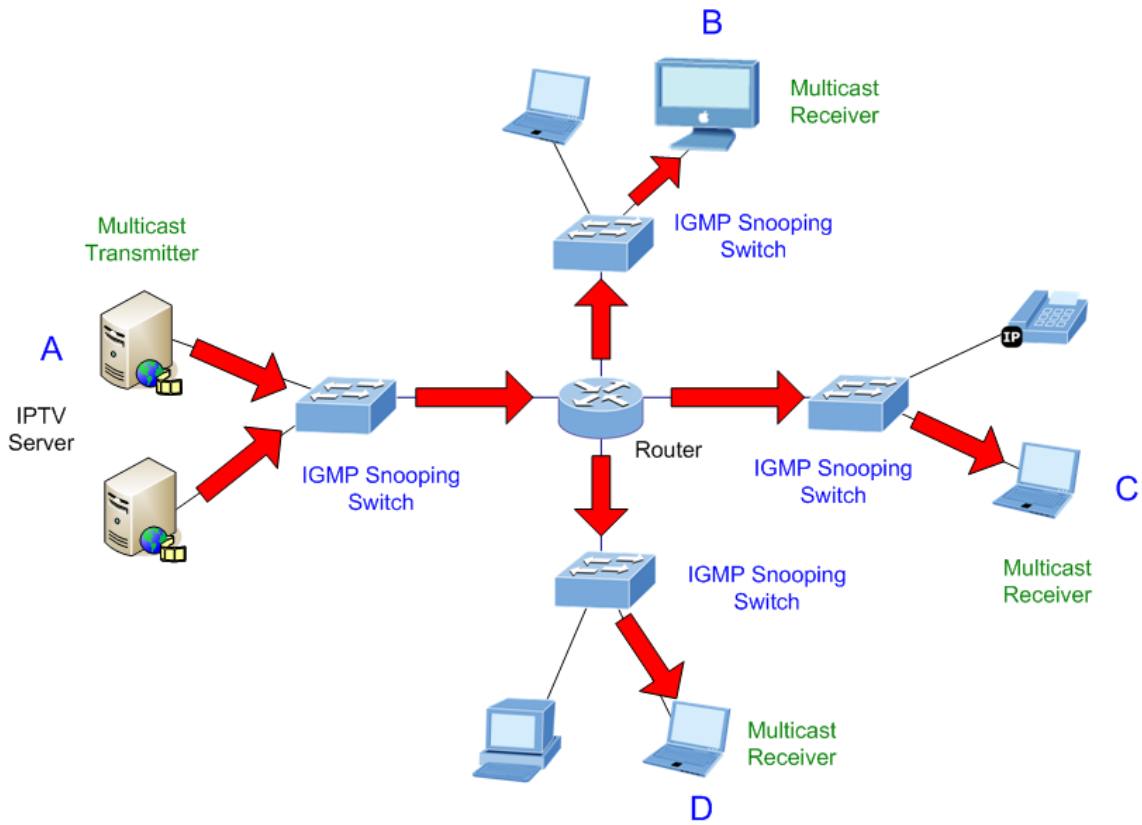 B
Multicast
Receiver
IGMP Snooping
Switch
Multicast
Transmitter
A
IPTV
Server
IGMP Snooping
Switch
Router
IP
IGMP Snooping
Switch
C
Multicast
Receiver
IGMP Snooping
Switch
Multicast
Receiver
D